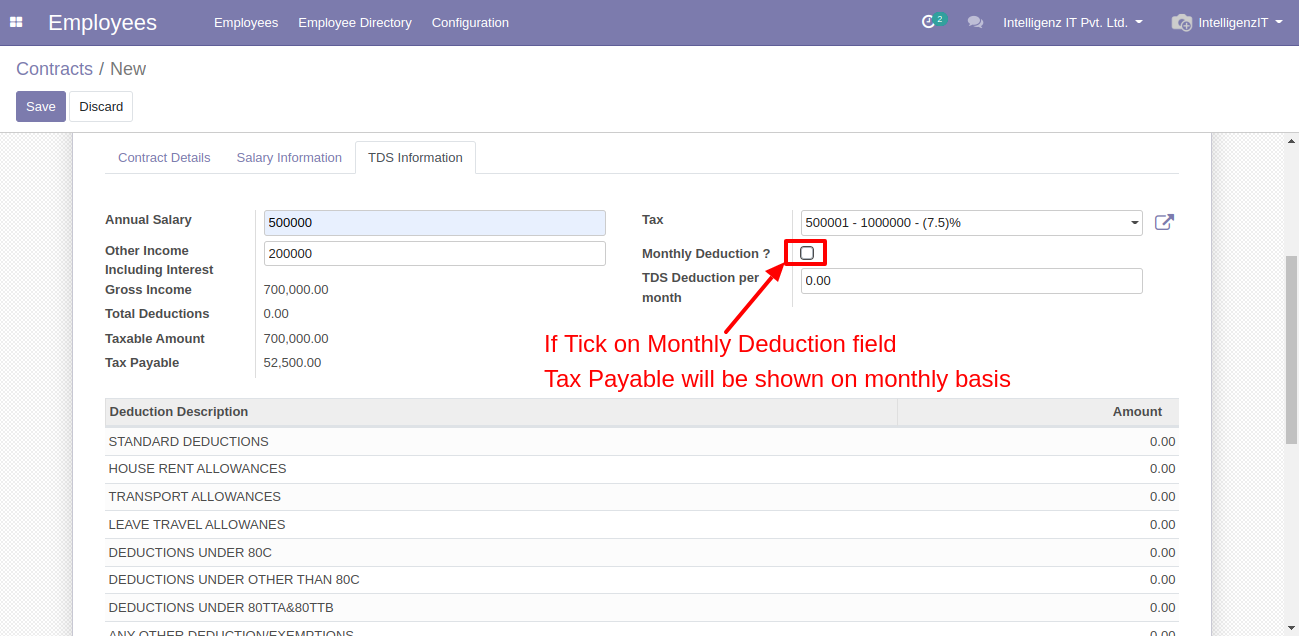 Employees Employees Employee Directory Configuration 2 Intelligenz IT Pvt. Ltd. IntelligenzIT
Contracts / New
Save Discard
Contract Details Salary Information TDS Information
Annual Salary 500000 Tax 500001 - 1000000 - (7.5)%
Other Income
Including Interest 200000 Monthly Deduction ?
Gross Income 700,000.00 TDS Deduction per
month 0.00
Total Deductions 0.00
Taxable Amount 700,000.00
Tax Payable 52,500.00
If Tick on Monthly Deduction field
Tax Payable will be shown on monthly basis
Deduction Description Amount
STANDARD DEDUCTIONS 0.00
HOUSE RENT ALLOWANCES 0.00
TRANSPORT ALLOWANCES 0.00
LEAVE TRAVEL ALLOWANES 0.00
DEDUCTIONS UNDER 80C 0.00
DEDUCTIONS UNDER OTHER THAN 80C 0.00
DEDUCTIONS UNDER 80TTA&80TTB 0.00
ANY OTHER DEDUCTION/EXEMPTIONS 0.00